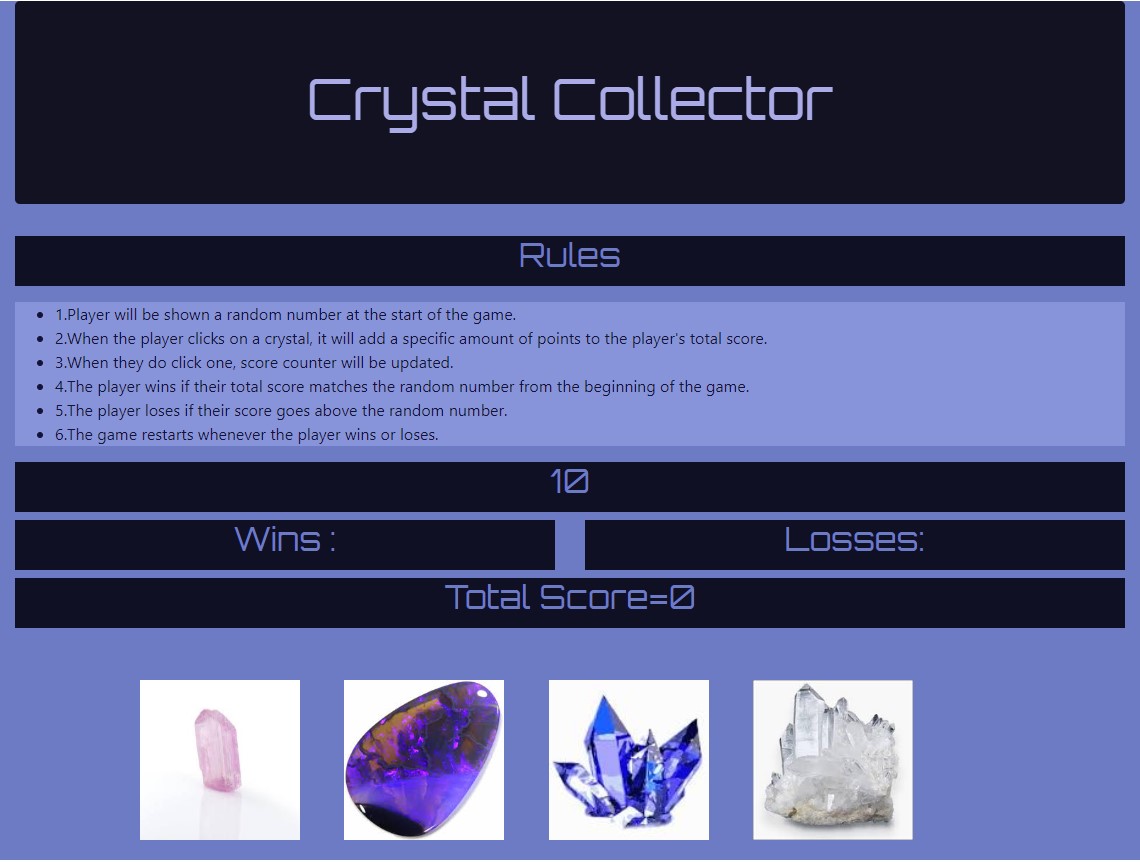 Crystal Collector
Rules
1.Player will be shown a random number at the start of the game.
2.When the player clicks on a crystal, it will add a specific amount of points to the player's total score.
3.When they do click one, score counter will be updated.
4.The player wins if their total score matches the random number from the beginning of the game.
5.The player loses if their score goes above the random number.
6.The game restarts whenever the player wins or loses.
10
Wins :
Losses:
Total Score=0